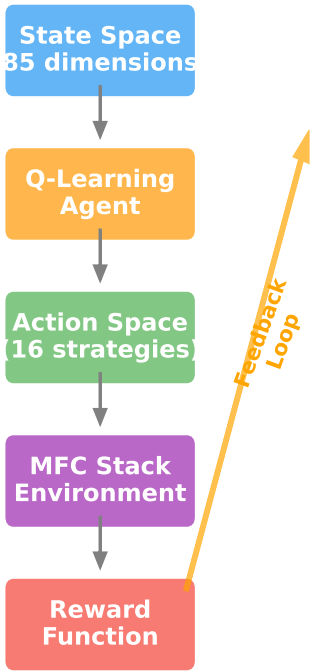 State Space
85 dimensions
Q-Learning
Agent
Action Space
(16 strategies)
MFC Stack
Environment
Reward
Function
Feedback
Loop